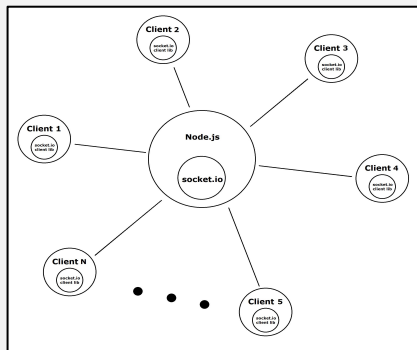 Client 2
socket.io
client lib
Client 3
socket.io
client lib
Client 1
socket.io
client lib
Node.js
socket.io
Client 4
socket.io
client lib
Client N
socket.io
client lib
Client 5
socket.io
client lib